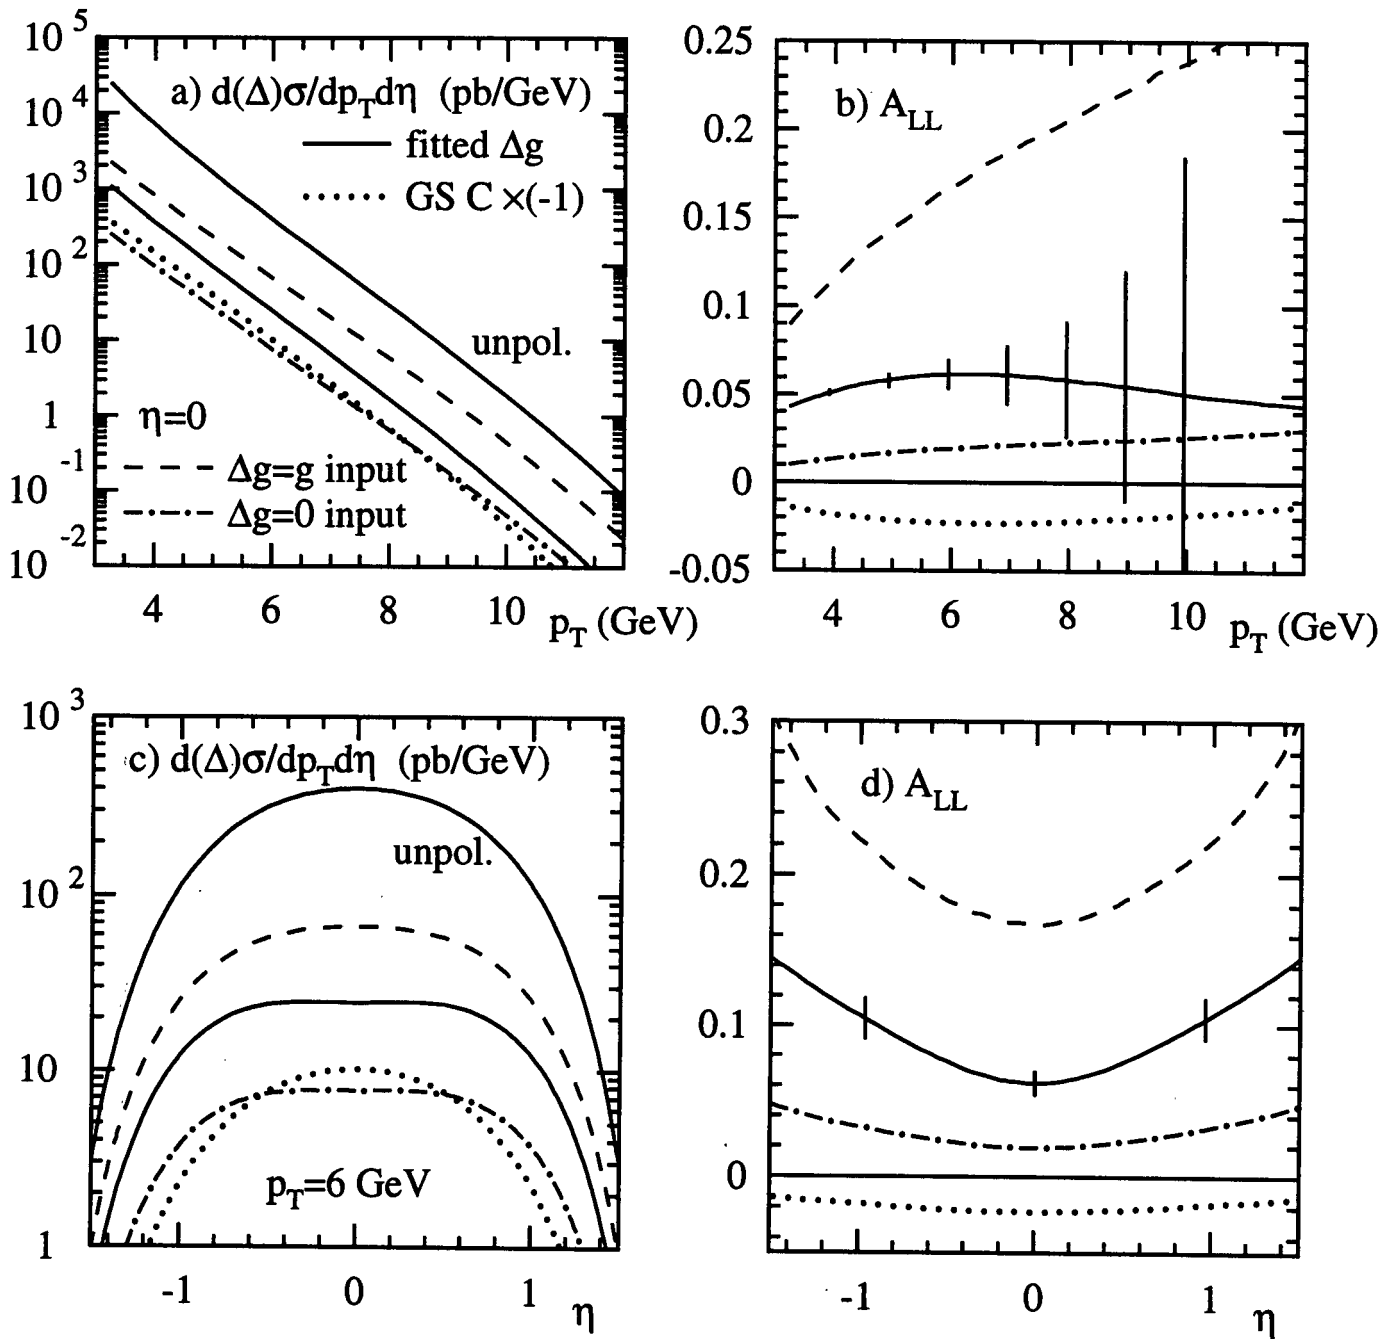 a) d(Δ)σ/dp_T dη (pb/GeV)
fitted Δg
GS C ×(-1)
unpol.
η=0
Δg=g input
Δg=0 input
10^5
10^4
10^3
10^2
10
1
10^-1
10^-2
4 6 8 10 p_T (GeV)
b) A_LL
0.25
0.2
0.15
0.1
0.05
0
-0.05
4 6 8 10 p_T (GeV)
c) d(Δ)σ/dp_T dη (pb/GeV)
unpol.
p_T=6 GeV
10^3
10^2
10
1
-1 0 1 η
d) A_LL
0.3
0.2
0.1
0
-1 0 1 η